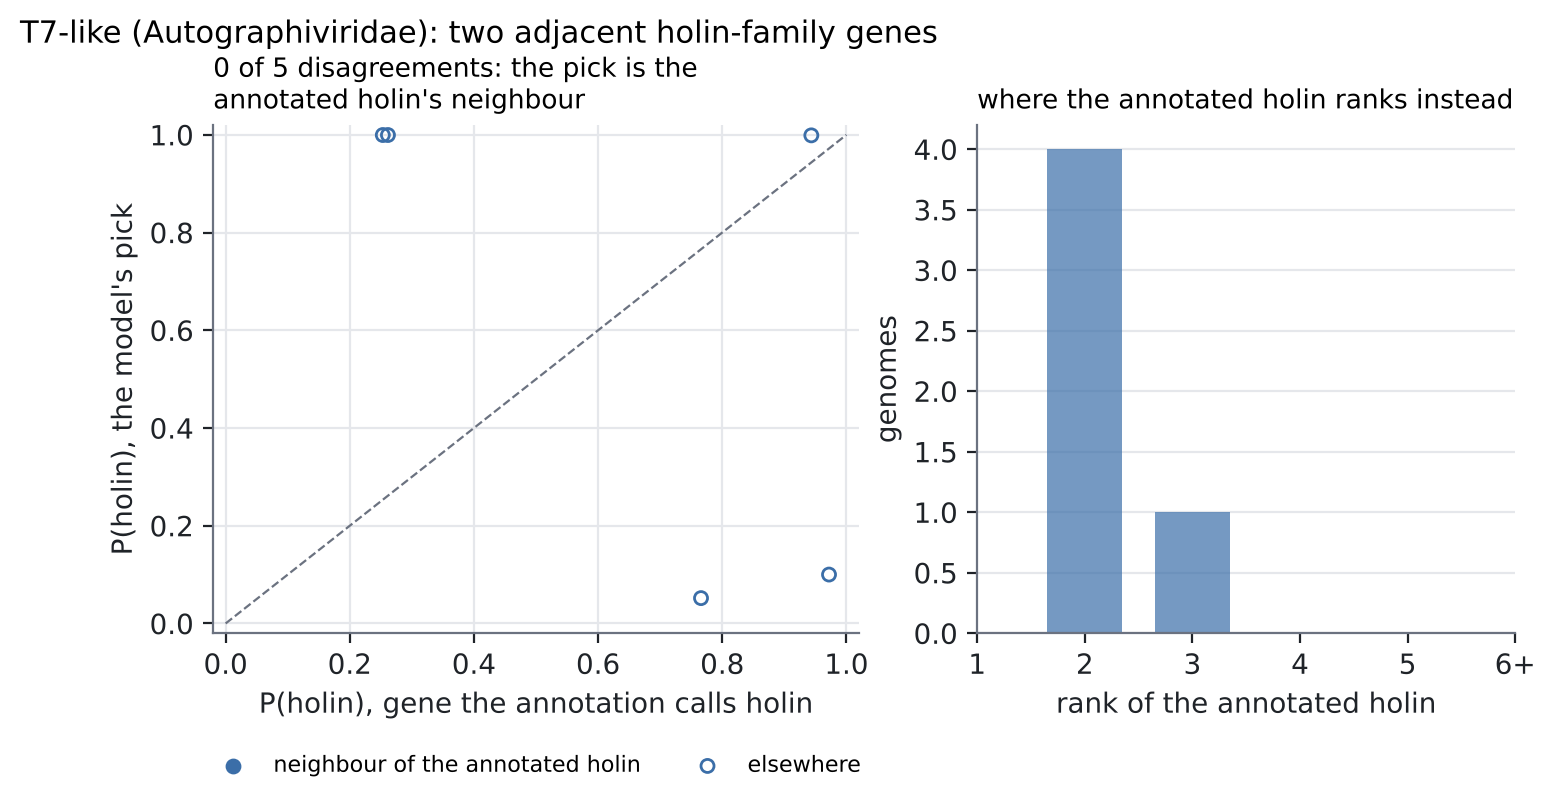 T7-like (Autographiviridae): two adjacent holin-family genes
0 of 5 disagreements: the pick is the
annotated holin's neighbour
P(holin), the model's pick
1.0
0.8
0.6
0.4
0.2
0.0
0.0 0.2 0.4 0.6 0.8 1.0
P(holin), gene the annotation calls holin
neighbour of the annotated holin
elsewhere
where the annotated holin ranks instead
genomes
4.0
3.5
3.0
2.5
2.0
1.5
1.0
0.5
0.0
1 2 3 4 5 6+
rank of the annotated holin